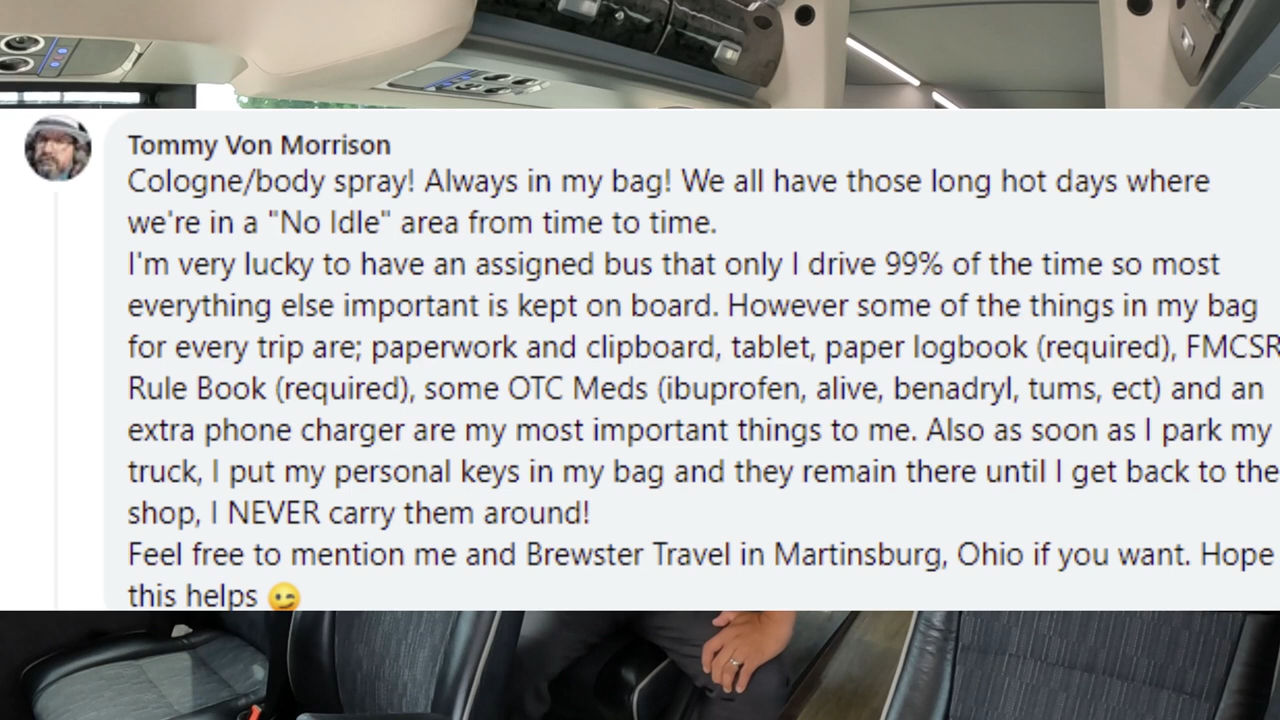 Tommy Von Morrison
Cologne/body spray! Always in my bag! We all have those long hot days where
we're in a "No Idle" area from time to time.
I'm very lucky to have an assigned bus that only I drive 99% of the time so most
everything else important is kept on board. However some of the things in my bag
for every trip are; paperwork and clipboard, tablet, paper logbook (required), FMCSR
Rule Book (required), some OTC Meds (ibuprofen, alive, benadryl, tums, ect) and an
extra phone charger are my most important things to me. Also as soon as I park my
truck, I put my personal keys in my bag and they remain there until I get back to the
shop, I NEVER carry them around!
Feel free to mention me and Brewster Travel in Martinsburg, Ohio if you want. Hope
this helps 😉